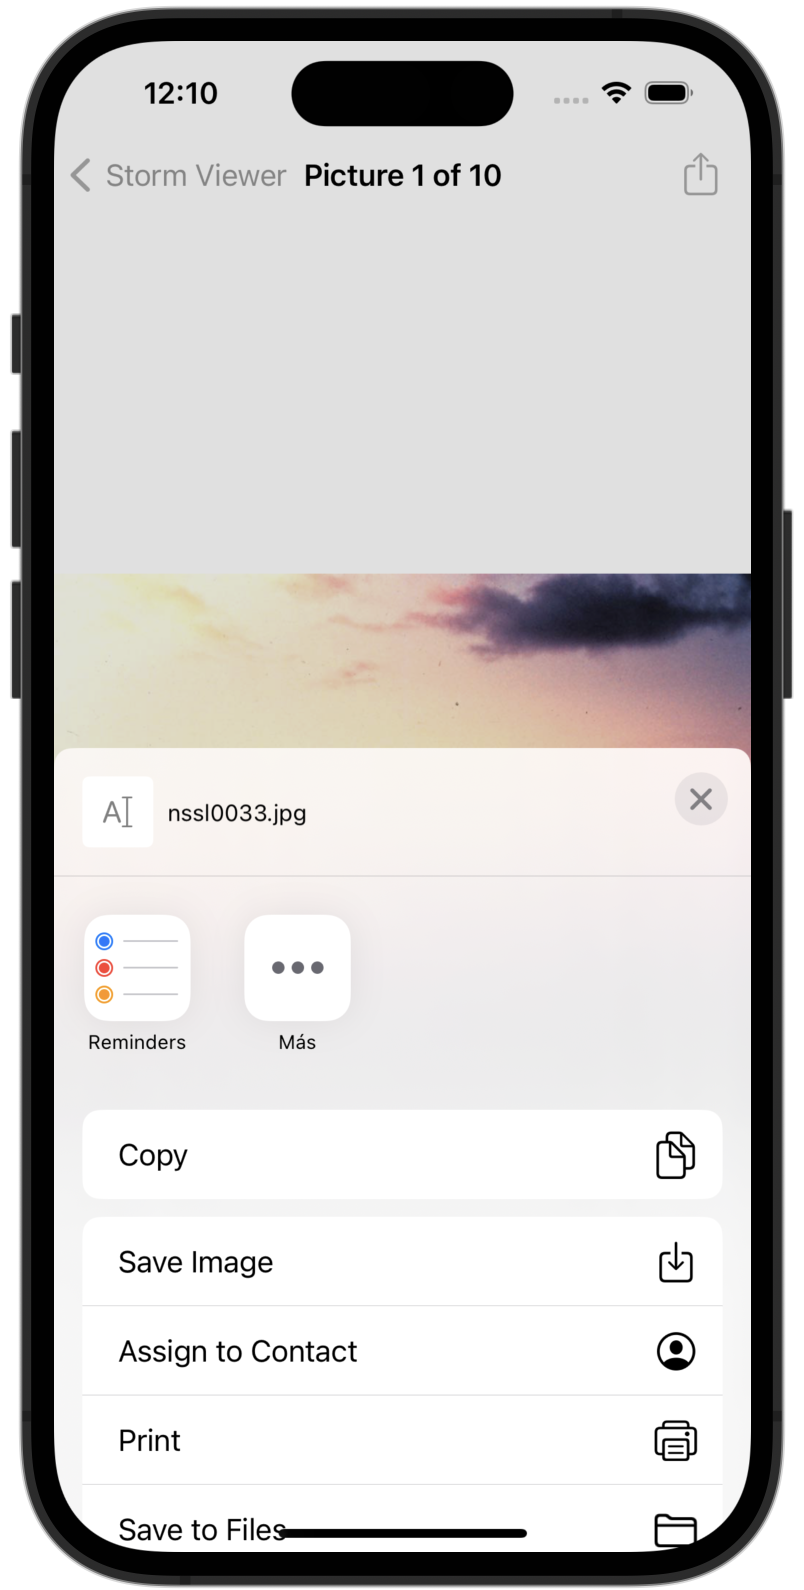 12:10
Storm Viewer Picture 1 of 10
A
nssl0033.jpg
Reminders Más
Copy
Save Image
Assign to Contact
Print
Save to Files